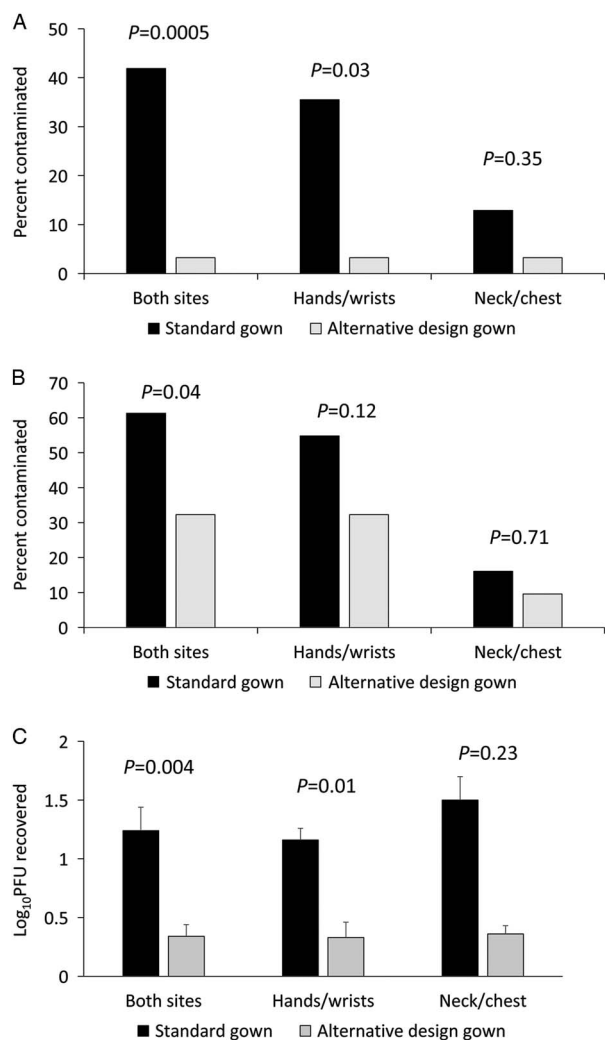 A
Percent contaminated
50
40
30
20
10
0
P=0.0005
P=0.03
P=0.35
Both sites
Hands/wrists
Neck/chest
Standard gown
Alternative design gown
B
Percent contaminated
70
60
50
40
30
20
10
0
P=0.04
P=0.12
P=0.71
Both sites
Hands/wrists
Neck/chest
Standard gown
Alternative design gown
C
Log₁₀PFU recovered
2
1.5
1
0.5
0
P=0.004
P=0.01
P=0.23
Both sites
Hands/wrists
Neck/chest
Standard gown
Alternative design gown